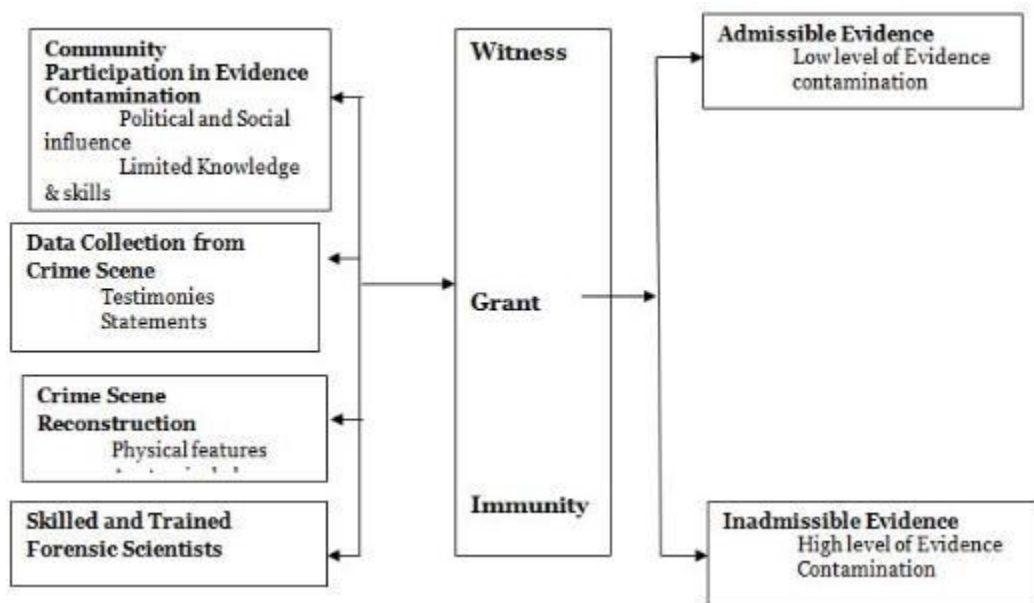 Community
Participation in Evidence
Contamination
Political and Social
influence
Limited Knowledge
& skills
Data Collection from
Crime Scene
Testimonies
Statements
Crime Scene
Reconstruction
Physical features
Skilled and Trained
Forensic Scientists
Witness
Grant
Immunity
Admissible Evidence
Low level of Evidence
contamination
Inadmissible Evidence
High level of Evidence
Contamination